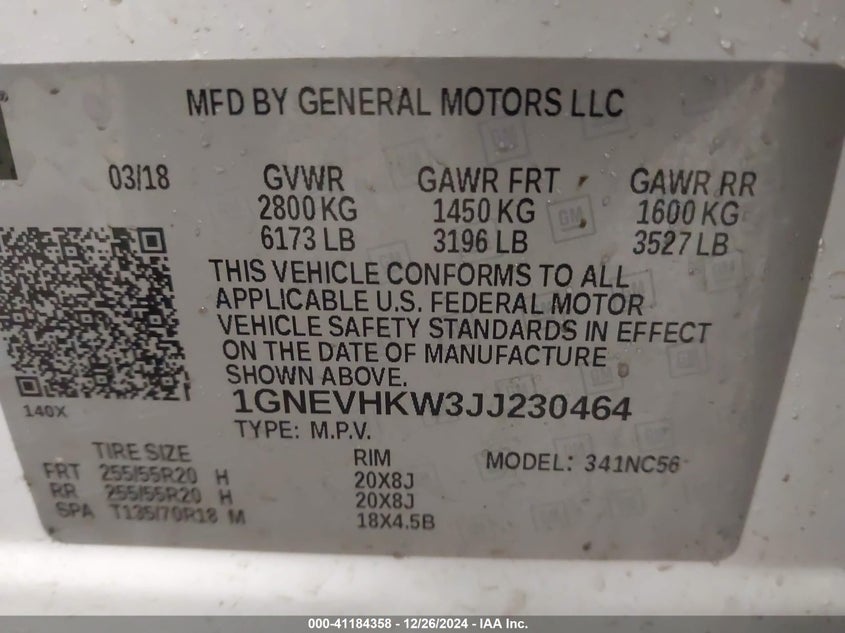 MFD BY GENERAL MOTORS LLC
03/18 GVWR GAWR FRT GAWR RR
2800 KG 1450 KG 1600 KG
6173 LB 3196 LB 3527 LB
THIS VEHICLE CONFORMS TO ALL
APPLICABLE U.S. FEDERAL MOTOR
VEHICLE SAFETY STANDARDS IN EFFECT
ON THE DATE OF MANUFACTURE
SHOWN ABOVE.
140X
1GNEVHKW3JJ230464
TYPE: M.P.V.
TIRE SIZE RIM MODEL: 341NC56
FRT 255/55R20 H 20X8J
RR 255/55R20 H 20X8J
SPA T135/70R18 M 18X4.5B
GM
000-41184358 - 12/26/2024 - IAA Inc.